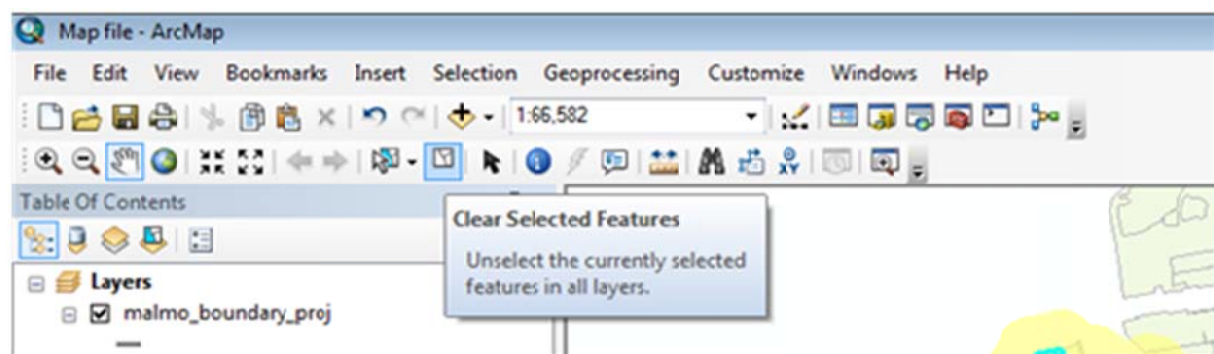 Map file - ArcMap
File Edit View Bookmarks Insert Selection Geoprocessing Customize Windows Help
1:66,582
Table Of Contents
Clear Selected Features
Unselect the currently selected
features in all layers.
Layers
malmo_boundary_proj